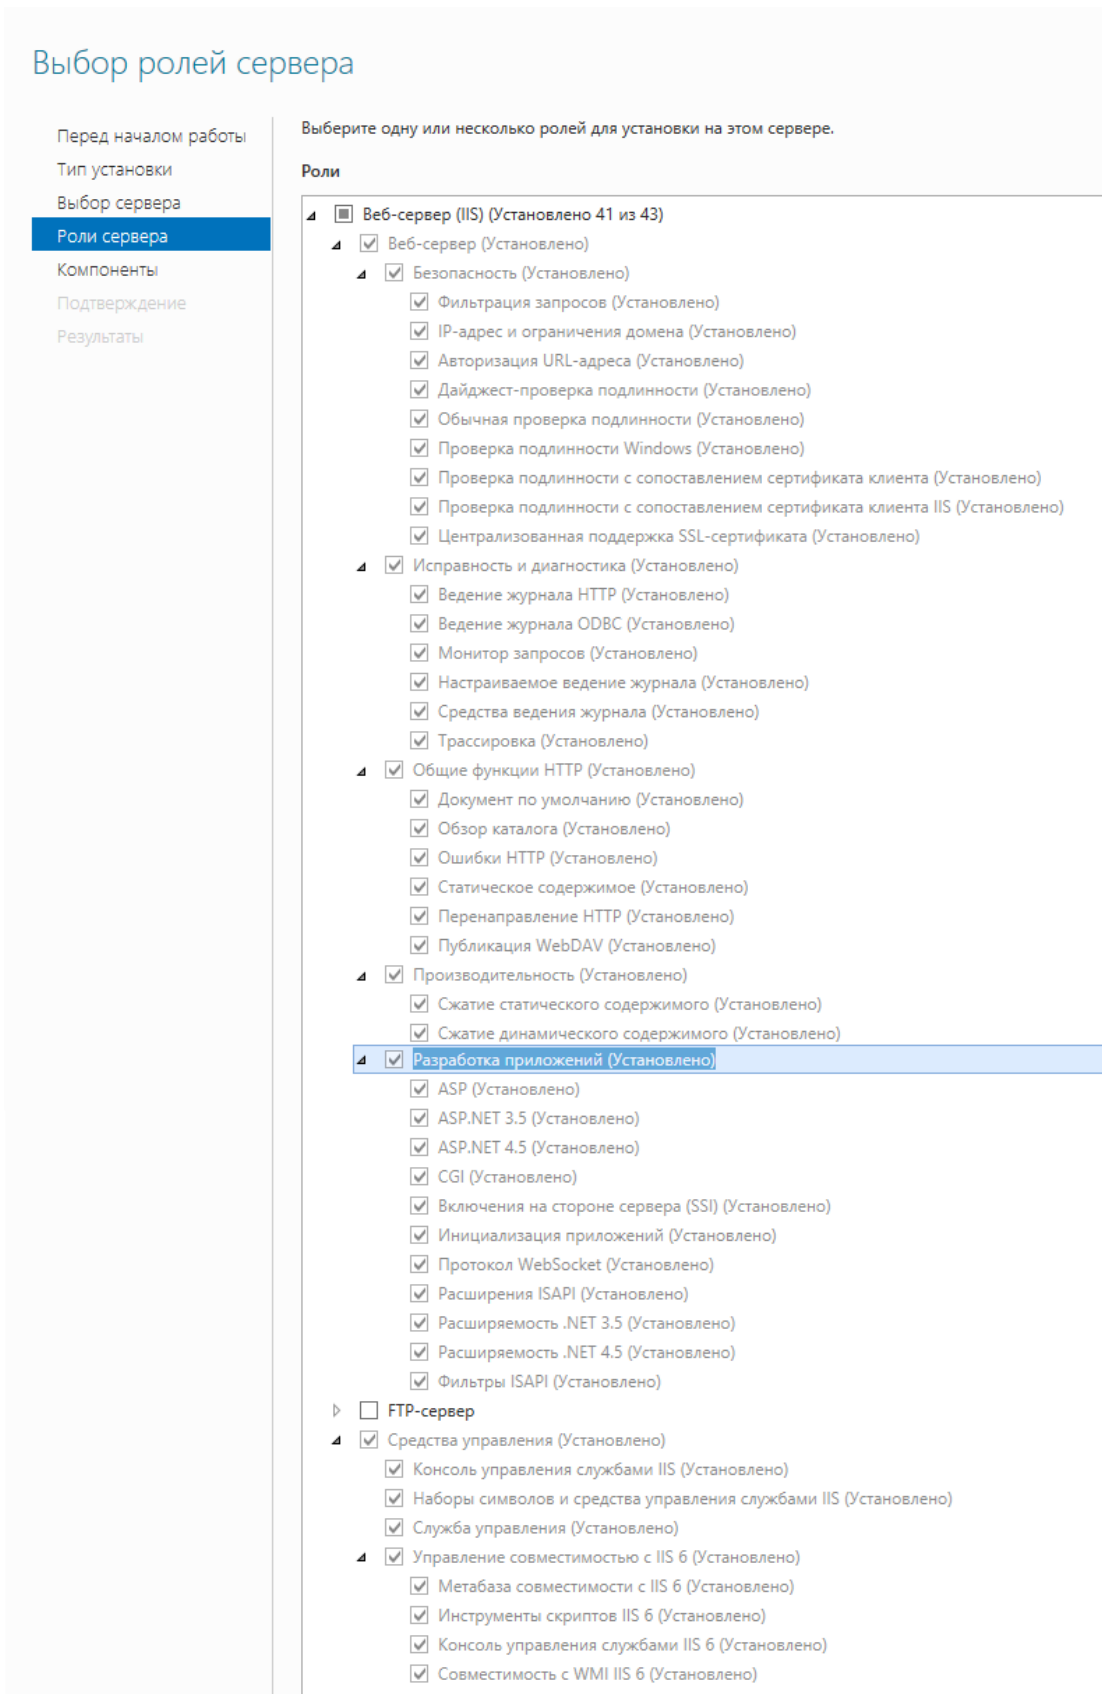 Выбор ролей сервера
Перед началом работы
Тип установки
Выбор сервера
Роли сервера
Компоненты
Подтверждение
Результаты
Выберите одну или несколько ролей для установки на этом сервере.
Роли
Веб-сервер (IIS) (Установлено 41 из 43)
Веб-сервер (Установлено)
Безопасность (Установлено)
Фильтрация запросов (Установлено)
IP-адрес и ограничения домена (Установлено)
Авторизация URL-адреса (Установлено)
Дайджест-проверка подлинности (Установлено)
Обычная проверка подлинности (Установлено)
Проверка подлинности Windows (Установлено)
Проверка подлинности с сопоставлением сертификата клиента (Установлено)
Проверка подлинности с сопоставлением сертификата клиента IIS (Установлено)
Централизованная поддержка SSL-сертификата (Установлено)
Исправность и диагностика (Установлено)
Ведение журнала HTTP (Установлено)
Ведение журнала ODBC (Установлено)
Монитор запросов (Установлено)
Настраиваемое ведение журнала (Установлено)
Средства ведения журнала (Установлено)
Трассировка (Установлено)
Общие функции HTTP (Установлено)
Документ по умолчанию (Установлено)
Обзор каталога (Установлено)
Ошибки HTTP (Установлено)
Статическое содержимое (Установлено)
Перенаправление HTTP (Установлено)
Публикация WebDAV (Установлено)
Производительность (Установлено)
Сжатие статического содержимого (Установлено)
Сжатие динамического содержимого (Установлено)
Разработка приложений (Установлено)
ASP (Установлено)
ASP.NET 3.5 (Установлено)
ASP.NET 4.5 (Установлено)
CGI (Установлено)
Включения на стороне сервера (SSI) (Установлено)
Инициализация приложений (Установлено)
Протокол WebSocket (Установлено)
Расширения ISAPI (Установлено)
Расширяемость .NET 3.5 (Установлено)
Расширяемость .NET 4.5 (Установлено)
Фильтры ISAPI (Установлено)
FTP-сервер
Средства управления (Установлено)
Консоль управления службами IIS (Установлено)
Наборы символов и средства управления службами IIS (Установлено)
Служба управления (Установлено)
Управление совместимостью с IIS 6 (Установлено)
Метабаза совместимости с IIS 6 (Установлено)
Инструменты скриптов IIS 6 (Установлено)
Консоль управления службами IIS 6 (Установлено)
Совместимость с WMI IIS 6 (Установлено)